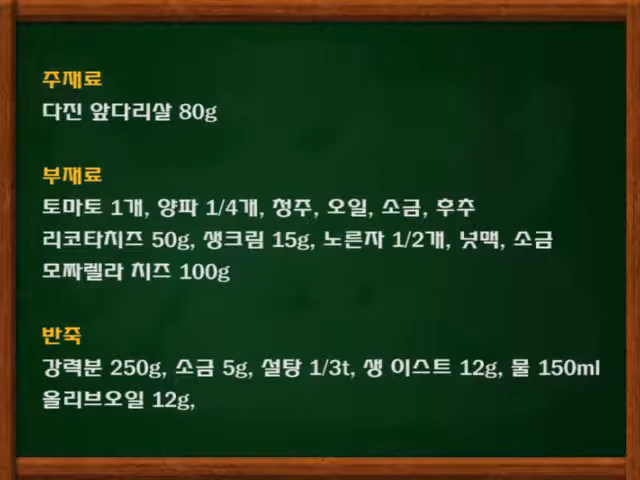 주재료
다진 앞다리살 80g
부재료
토마토 1개, 양파 1/4개, 청주, 오일, 소금, 후추
리코타치즈 50g, 생크림 15g, 노른자 1/2개, 넛맥, 소금
모짜렐라 치즈 100g
반죽
강력분 250g, 소금 5g, 설탕 1/3t, 생 이스트 12g, 물 150ml
올리브오일 12g,